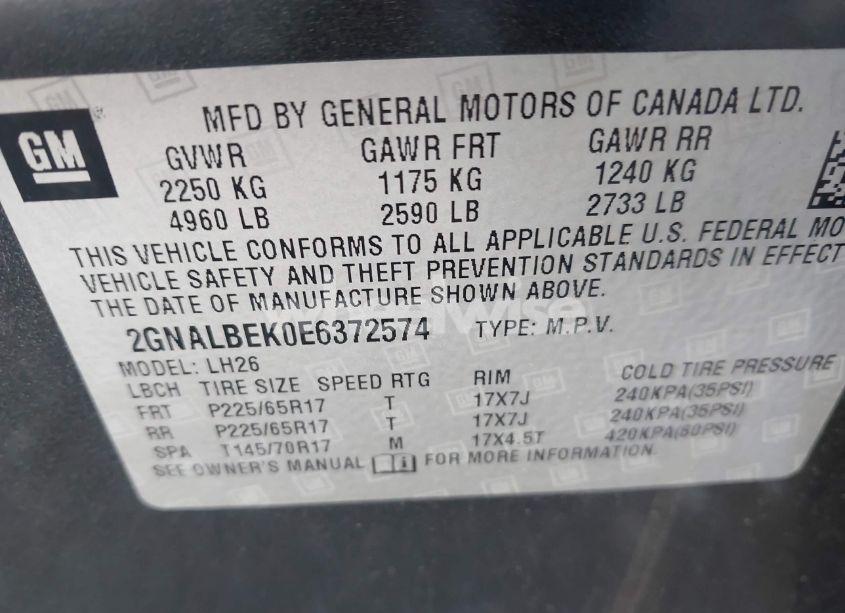 GM
MFD BY GENERAL MOTORS OF CANADA LTD.
GVWR GAWR FRT GAWR RR
2250 KG 1175 KG 1240 KG
4960 LB 2590 LB 2733 LB
THIS VEHICLE CONFORMS TO ALL APPLICABLE U.S. FEDERAL MO
VEHICLE SAFETY AND THEFT PREVENTION STANDARDS IN EFFECT
THE DATE OF MANUFACTURE SHOWN ABOVE.
2GNALBEK0E6372574 TYPE: M.P.V.
MODEL: LH26
LBCH TIRE SIZE SPEED RTG RIM COLD TIRE PRESSURE
FRT P225/65R17 T 17X7J 240KPA(35PSI)
RR P225/65R17 T 17X7J 240KPA(35PSI)
SPA T145/70R17 M 17X4.5T 420KPA(60PSI)
SEE OWNER'S MANUAL FOR MORE INFORMATION.